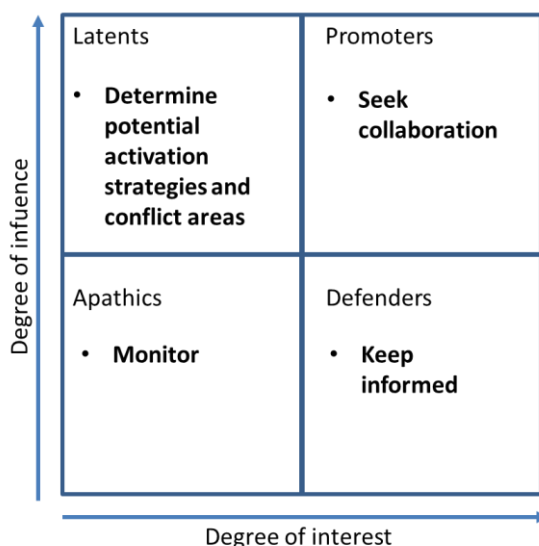 Latents
• Determine
potential
activation
strategies and
conflict areas
Promoters
• Seek
collaboration
Apathics
• Monitor
Defenders
• Keep
informed
Degree of infuence
Degree of interest